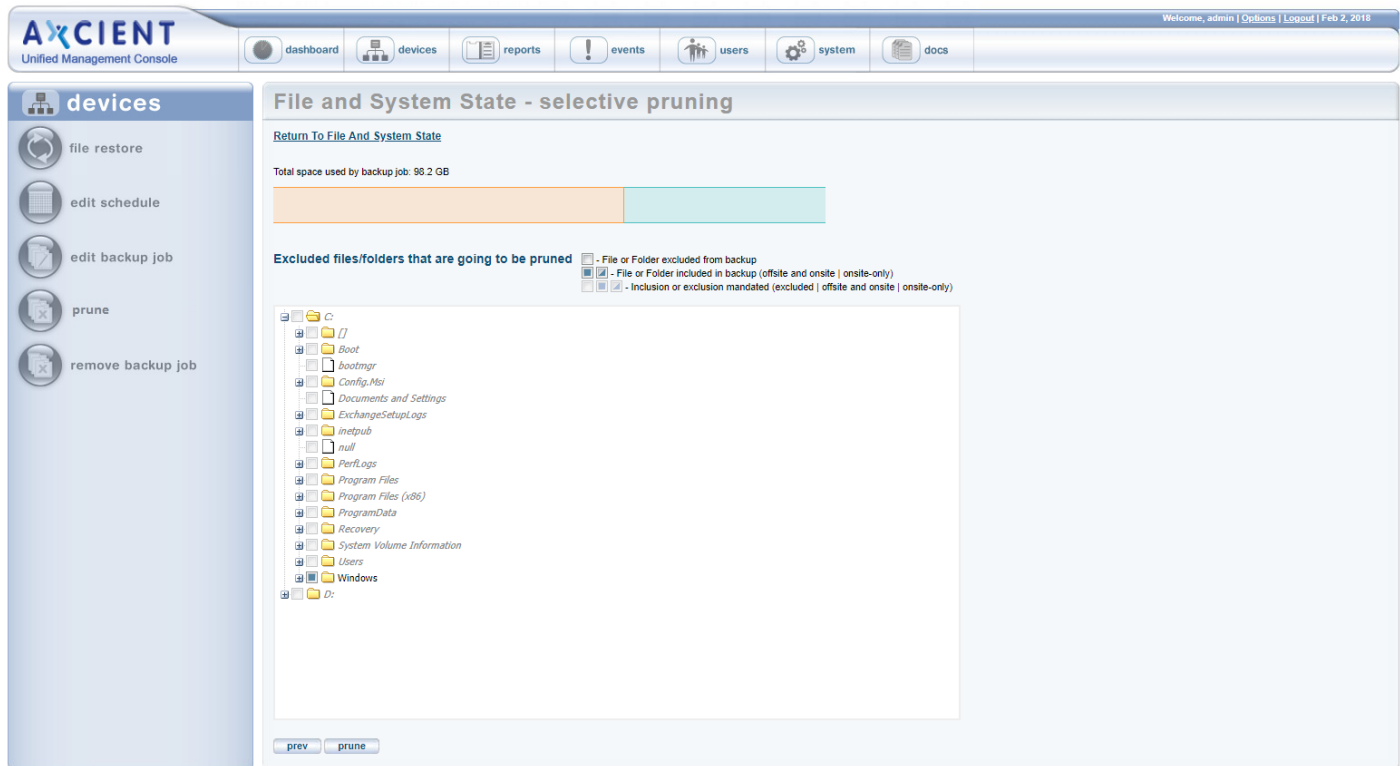 Welcome, admin | Options | Logout | Feb 2, 2018
AXCIENT
Unified Management Console
dashboard
devices
reports
events
users
system
docs
devices
file restore
edit schedule
edit backup job
prune
remove backup job
File and System State - selective pruning
Return To File And System State
Total space used by backup job: 98.2 GB
Excluded files/folders that are going to be pruned
- File or Folder excluded from backup
- File or Folder included in backup (offsite and onsite | onsite-only)
- Inclusion or exclusion mandated (excluded | offsite and onsite | onsite-only)
C:
[]
Boot
bootmgr
Config.Msi
Documents and Settings
ExchangeSetupLogs
inetpub
null
PerfLogs
Program Files
Program Files (x86)
ProgramData
Recovery
System Volume Information
Users
Windows
D:
prev
prune